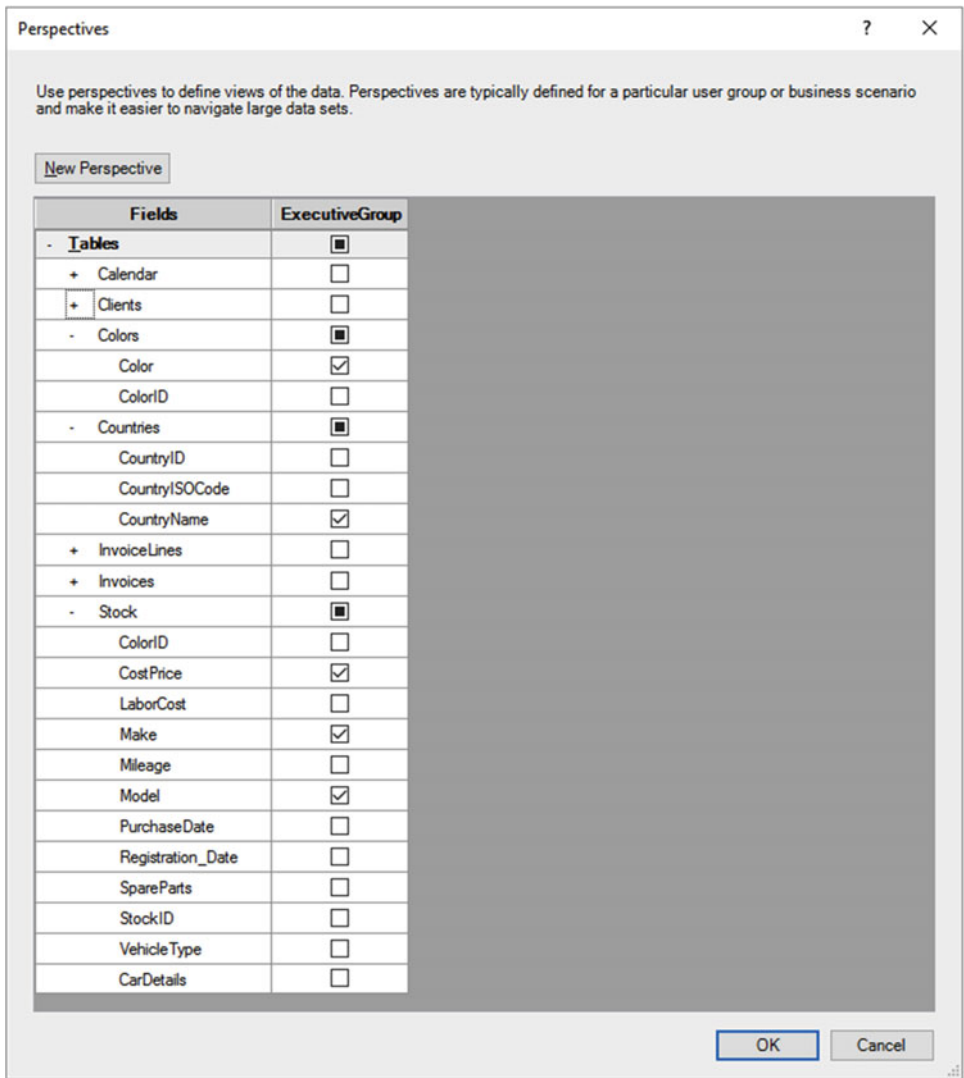 Perspectives ? ×
Use perspectives to define views of the data. Perspectives are typically defined for a particular user group or business scenario
and make it easier to navigate large data sets.
New Perspective
Fields ExecutiveGroup
- Tables
+ Calendar
+ Clients
- Colors
Color
ColorID
- Countries
CountryID
CountryISOCode
CountryName
+ InvoiceLines
+ Invoices
- Stock
ColorID
CostPrice
LaborCost
Make
Mileage
Model
PurchaseDate
Registration_Date
SpareParts
StockID
VehicleType
CarDetails
OK Cancel